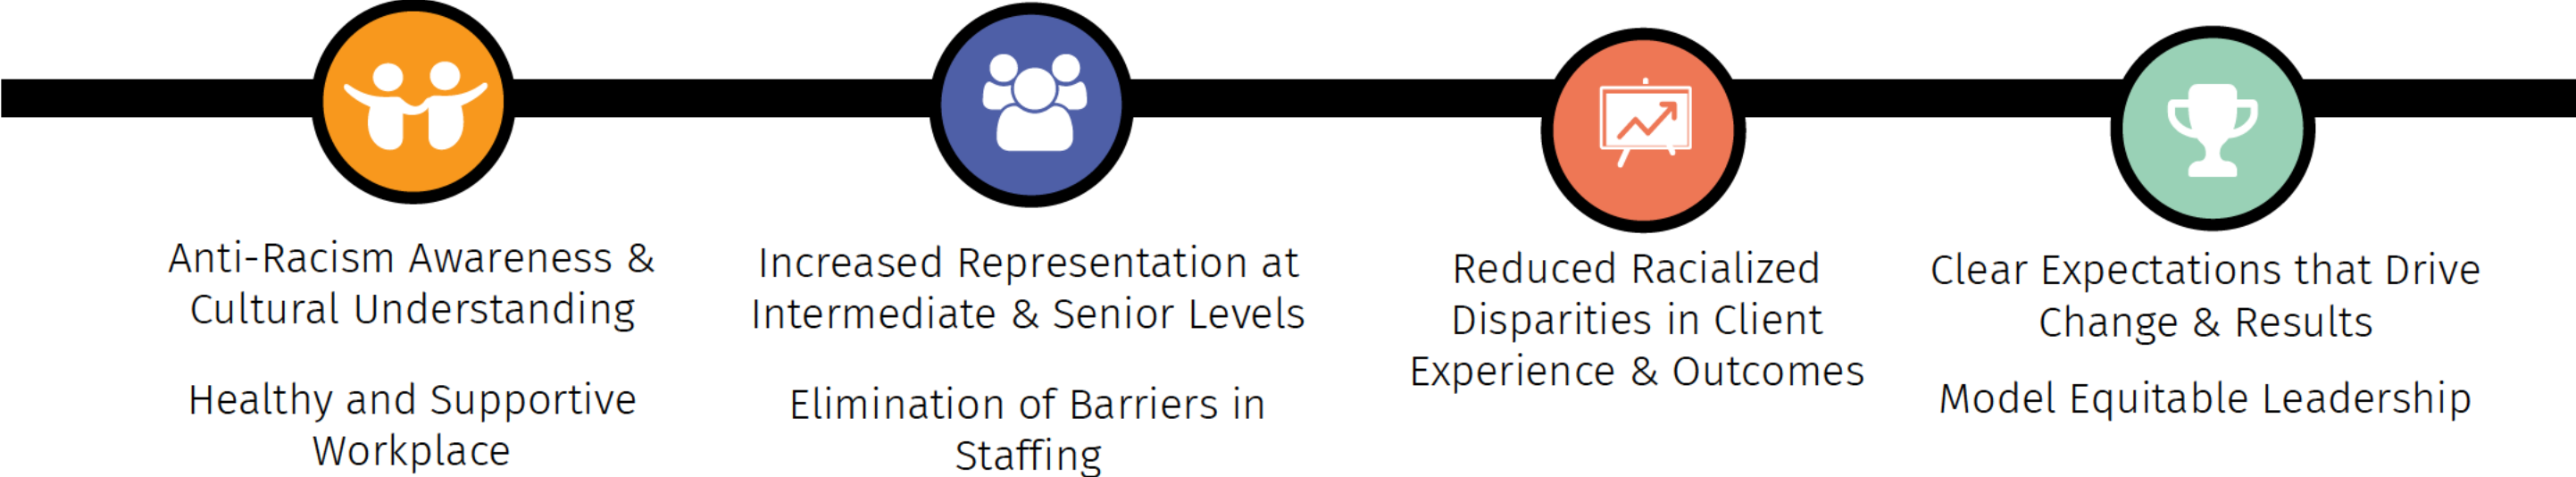 Anti-Racism Awareness &
Cultural Understanding
Healthy and Supportive
Workplace
Increased Representation at
Intermediate & Senior Levels
Elimination of Barriers in
Staffing
Reduced Racialized
Disparities in Client
Experience & Outcomes
Clear Expectations that Drive
Change & Results
Model Equitable Leadership